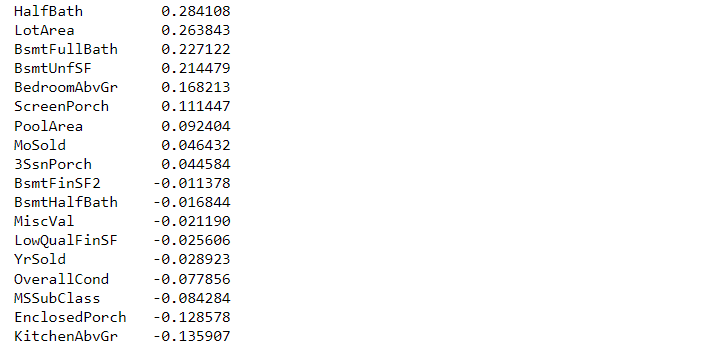 HalfBath 0.284108
LotArea 0.263843
BsmtFullBath 0.227122
BsmtUnfSF 0.214479
BedroomAbvGr 0.168213
ScreenPorch 0.111447
PoolArea 0.092404
MoSold 0.046432
3SsnPorch 0.044584
BsmtFinSF2 -0.011378
BsmtHalfBath -0.016844
MiscVal -0.021190
LowQualFinSF -0.025606
YrSold -0.028923
OverallCond -0.077856
MSSubClass -0.084284
EnclosedPorch -0.128578
KitchenAbvGr -0.135907